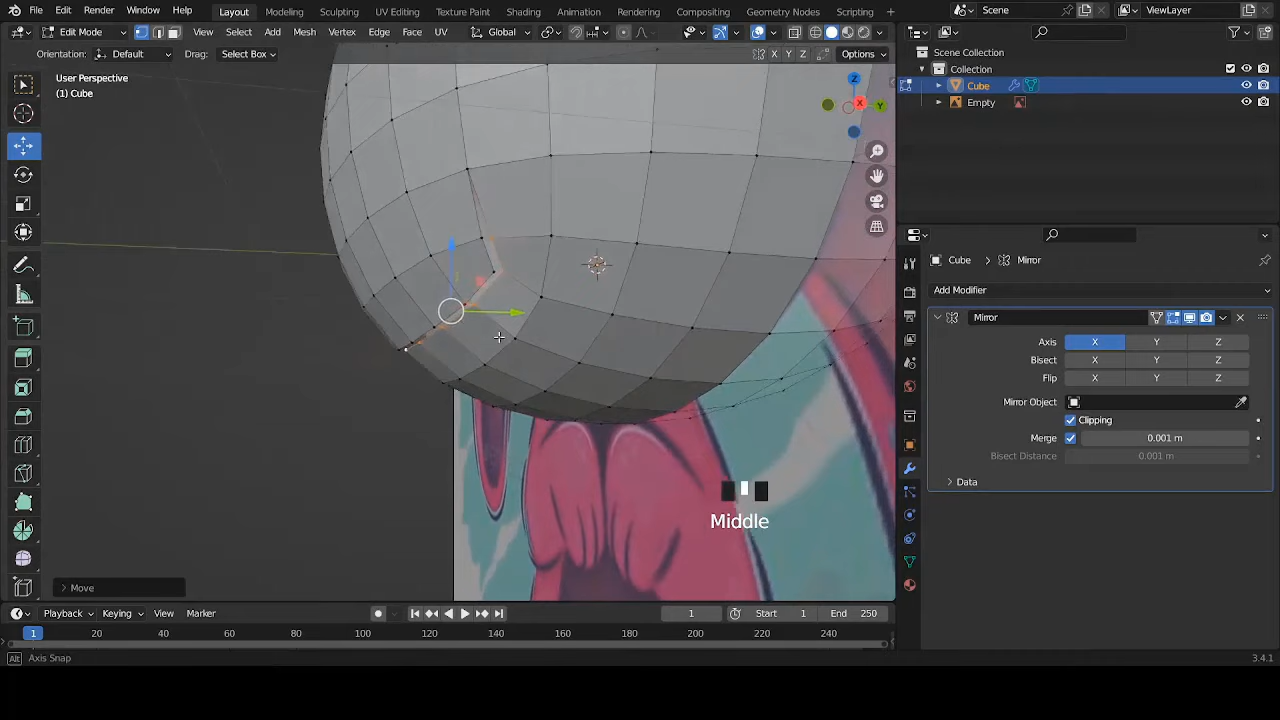 File Edit Render Window Help Layout Modeling Sculpting UV Editing Texture Paint Shading Animation Rendering Compositing Geometry Nodes Scripting Scene ViewLayer
Edit Mode View Select Add Mesh Vertex Edge Face UV Global
Orientation: Default Drag: Select Box X Y Z Options
User Perspective
(1) Cube
Z
X
Y
Scene Collection
Collection
Cube
Empty
Cube Mirror
Add Modifier
Mirror
Axis X Y Z
Bisect X Y Z
Flip X Y Z
Mirror Object
Clipping
Merge 0.001 m
Bisect Distance 0.001 m
Data
Middle
Move
Playback Keying View Marker 1 Start 1 End 250
1 20 40 60 80 100 120 140 160 180 200 220 240
Alt Axis Snap 3.4.1